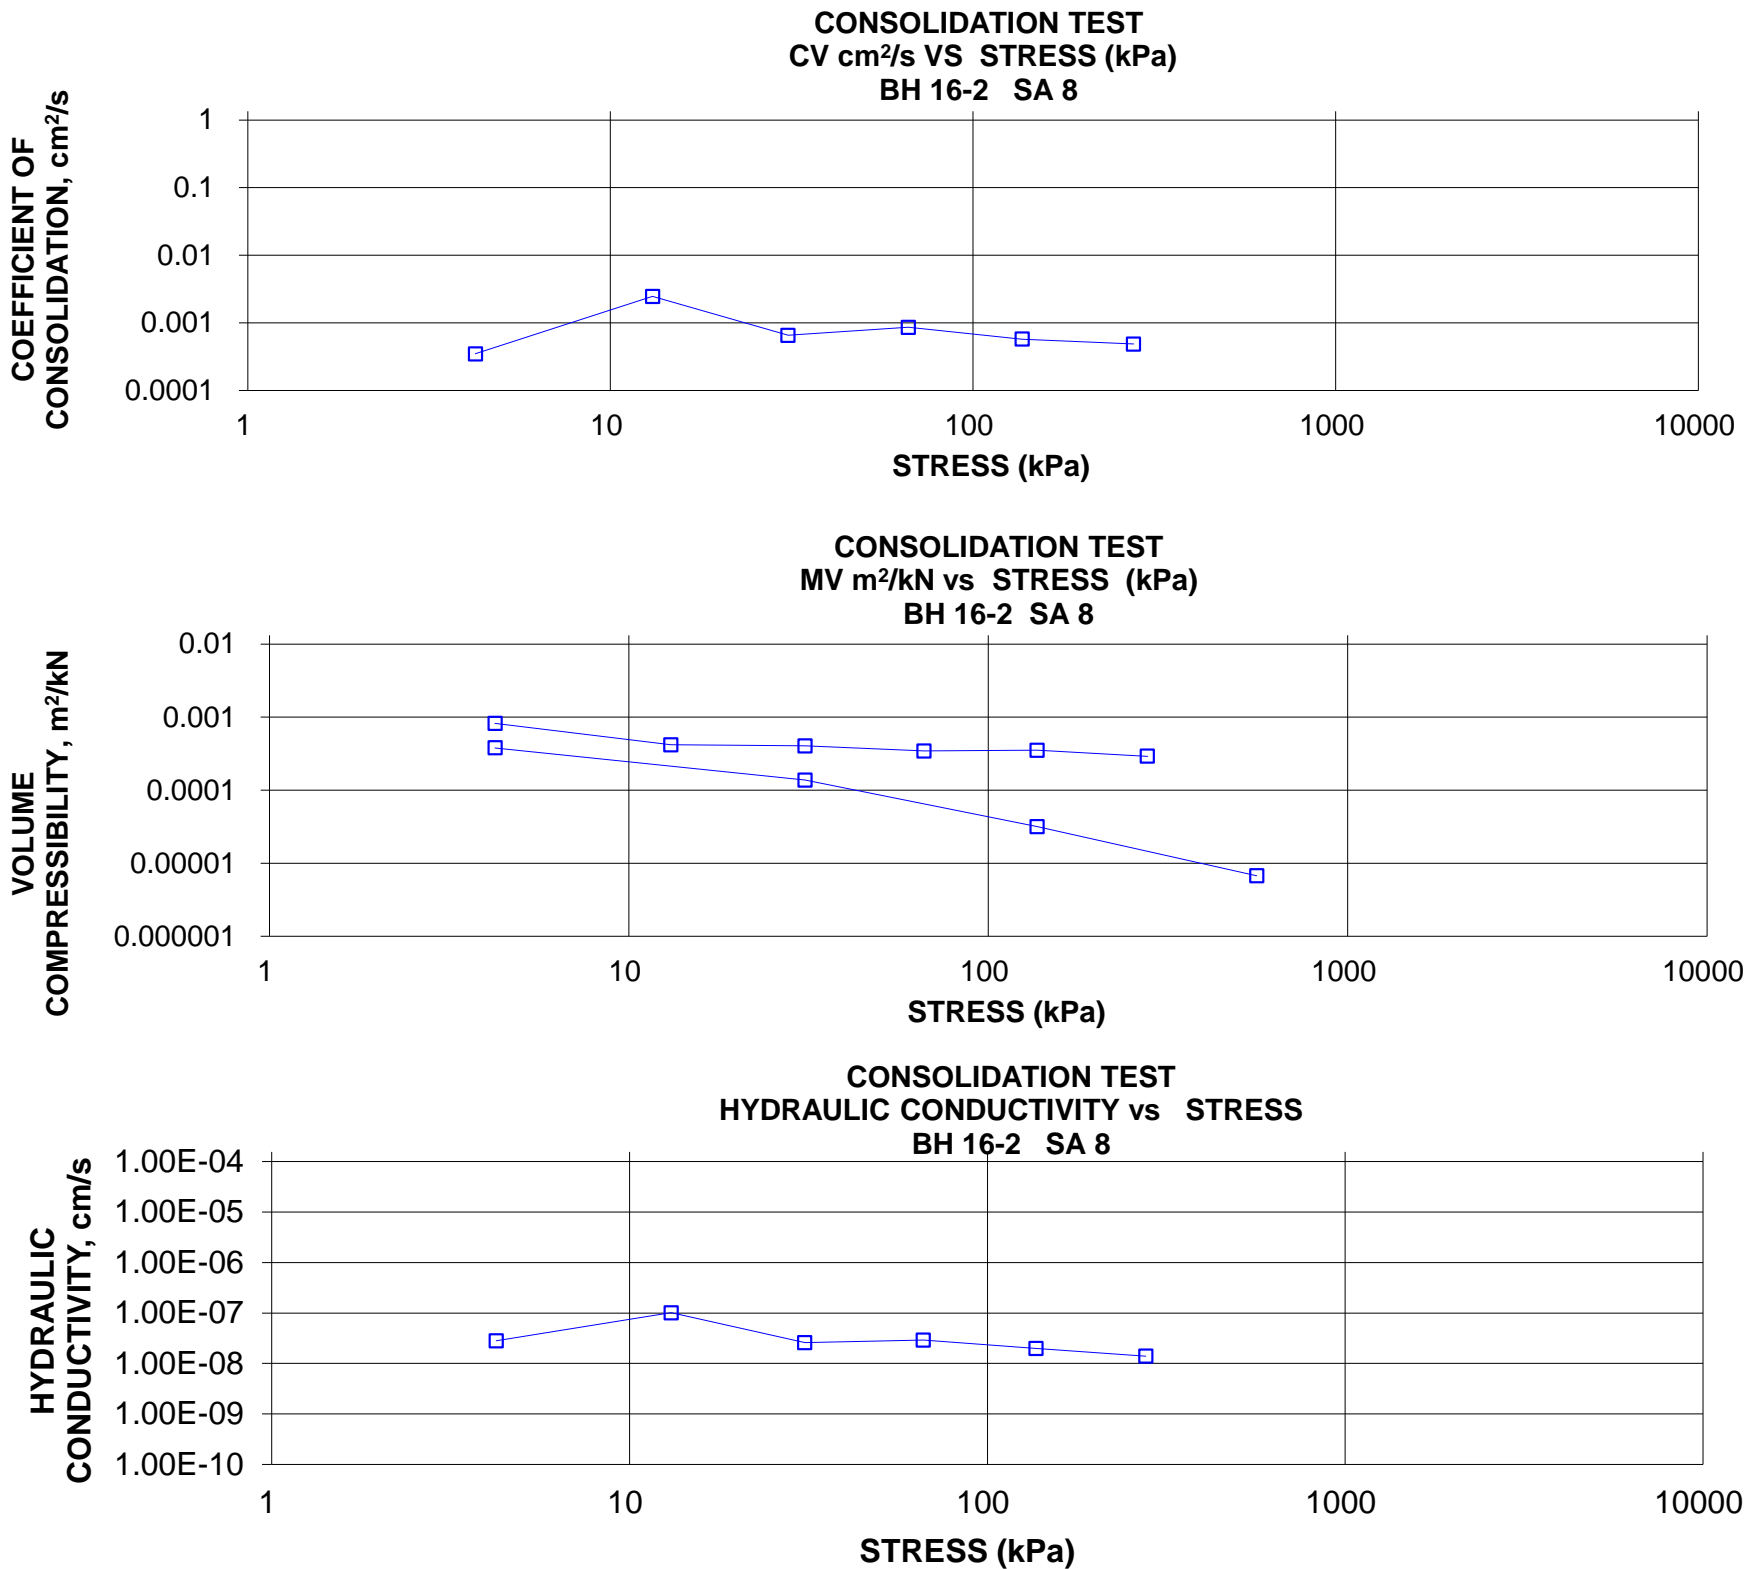 CONSOLIDATION TEST
CV cm²/s VS STRESS (kPa)
BH 16-2 SA 8
COEFFICIENT OF
CONSOLIDATION, cm²/s
1
0.1
0.01
0.001
0.0001
1 10 100 1000 10000
STRESS (kPa)
CONSOLIDATION TEST
MV m²/kN vs STRESS (kPa)
BH 16-2 SA 8
VOLUME
COMPRESSIBILITY, m²/kN
0.01
0.001
0.0001
0.00001
0.000001
1 10 100 1000 10000
STRESS (kPa)
CONSOLIDATION TEST
HYDRAULIC CONDUCTIVITY vs STRESS
BH 16-2 SA 8
HYDRAULIC
CONDUCTIVITY, cm/s
1.00E-04
1.00E-05
1.00E-06
1.00E-07
1.00E-08
1.00E-09
1.00E-10
1 10 100 1000 10000
STRESS (kPa)